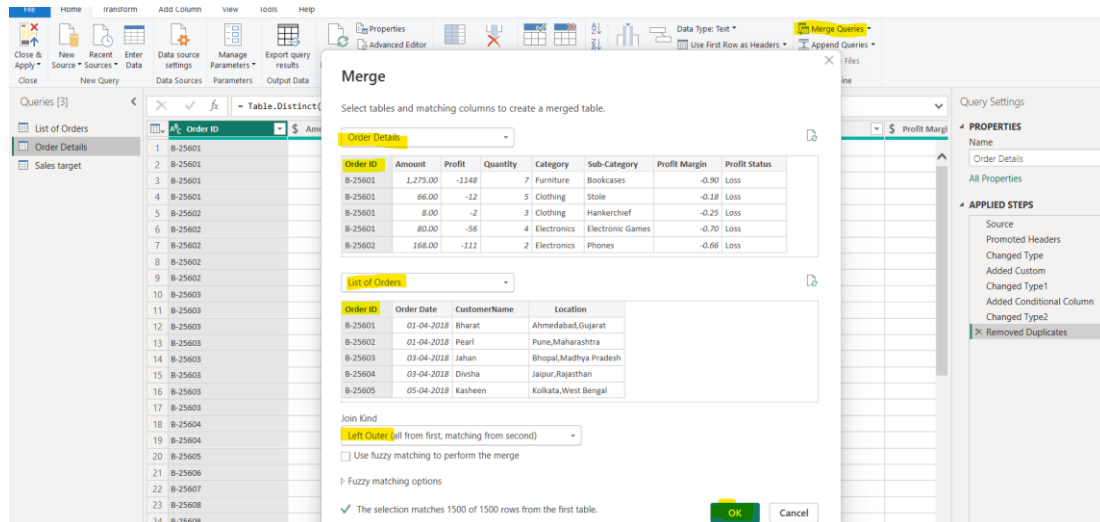 File Home Transform Add Column View Tools Help
Close & Apply New Source Recent Sources Enter Data Data source settings Manage Parameters Export query results Properties Advanced Editor Data Type: Text Use First Row as Headers Merge Queries Append Queries Files
Close New Query Data Sources Parameters Output Data
Queries [3]
List of Orders
Order Details
Sales target
fx = Table.Distinct(
ABC Order ID $ $ Profit Margi
1 B-25601
2 B-25601
3 B-25601
4 B-25601
5 B-25602
6 B-25602
7 B-25602
8 B-25602
9 B-25602
10 B-25603
11 B-25603
12 B-25603
13 B-25603
14 B-25603
15 B-25603
16 B-25603
17 B-25603
18 B-25604
19 B-25604
20 B-25605
21 B-25606
22 B-25607
23 B-25608
24 B-25608
Merge
Select tables and matching columns to create a merged table.
Order Details
Order ID Amount Profit Quantity Category Sub-Category Profit Margin Profit Status
B-25601 1,275.00 -1148 7 Furniture Bookcases -0.90 Loss
B-25601 66.00 -12 5 Clothing Stole -0.18 Loss
B-25601 8.00 -2 3 Clothing Hankerchief -0.25 Loss
B-25601 80.00 -56 4 Electronics Electronic Games -0.70 Loss
B-25602 168.00 -111 2 Electronics Phones -0.66 Loss
List of Orders
Order ID Order Date CustomerName Location
B-25601 01-04-2018 Bharat Ahmedabad,Gujarat
B-25602 01-04-2018 Pearl Pune,Maharashtra
B-25603 03-04-2018 Jahan Bhopal,Madhya Pradesh
B-25604 03-04-2018 Divsha Jaipur,Rajasthan
B-25605 05-04-2018 Kasheen Kolkata,West Bengal
Join Kind
Left Outer (all from first, matching from second)
Use fuzzy matching to perform the merge
Fuzzy matching options
The selection matches 1500 of 1500 rows from the first table.
OK Cancel
Query Settings
PROPERTIES
Name
Order Details
All Properties
APPLIED STEPS
Source
Promoted Headers
Changed Type
Added Custom
Changed Type1
Added Conditional Column
Changed Type2
Removed Duplicates